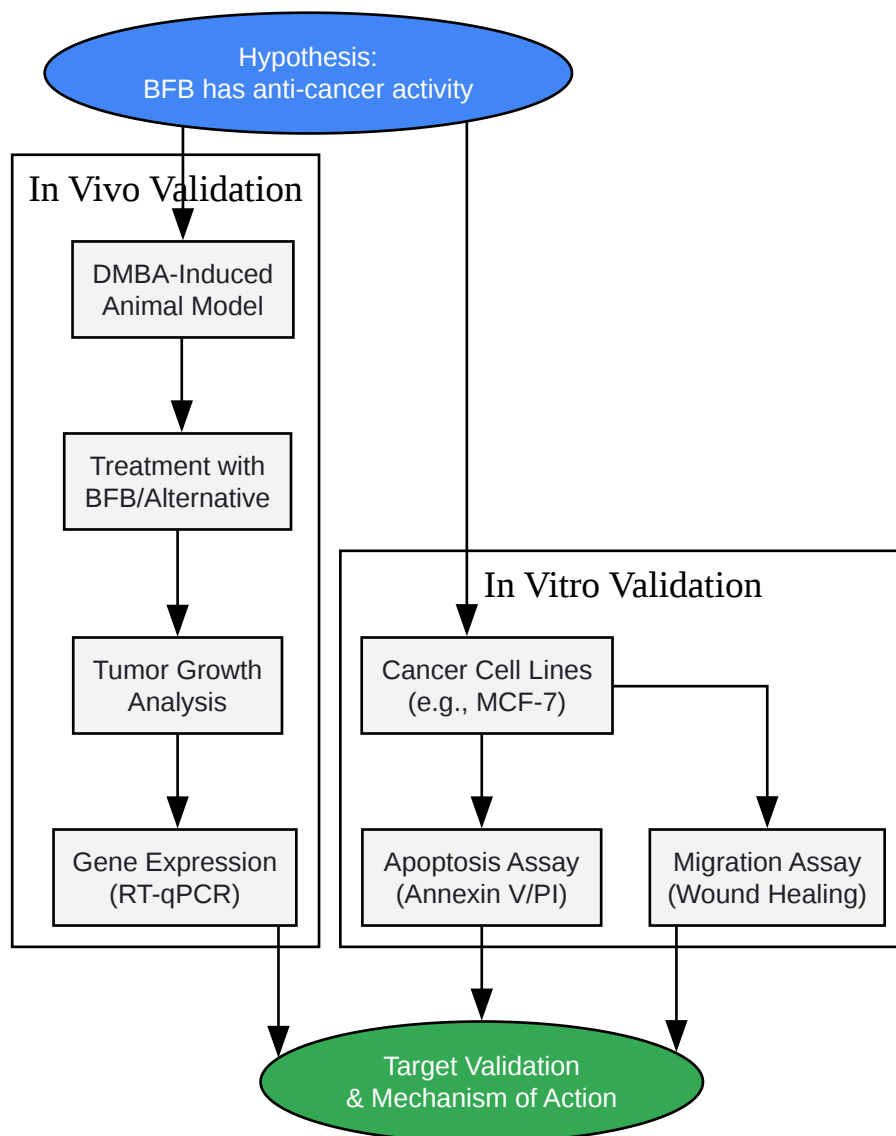 Hypothesis:
BFB has anti-cancer activity
In Vivo Validation
DMBA-Induced
Animal Model
Treatment with
BFB/Alternative
Tumor Growth
Analysis
Gene Expression
(RT-qPCR)
In Vitro Validation
Cancer Cell Lines
(e.g., MCF-7)
Apoptosis Assay
(Annexin V/PI)
Migration Assay
(Wound Healing)
Target Validation
& Mechanism of Action